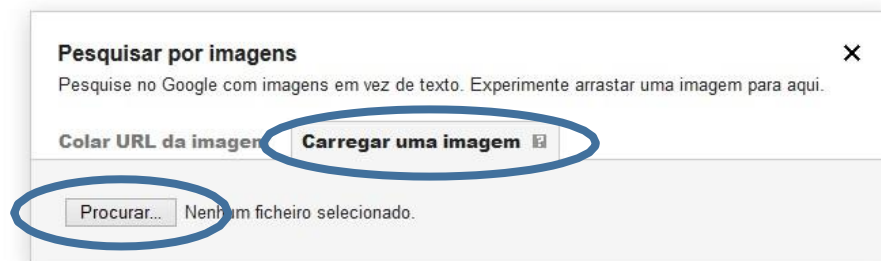 Pesquisar por imagens
Pesquise no Google com imagens em vez de texto. Experimente arrastar uma imagem para aqui.
Colar URL da imagem Carregar uma imagem ?
Procurar... Nenhum ficheiro selecionado.